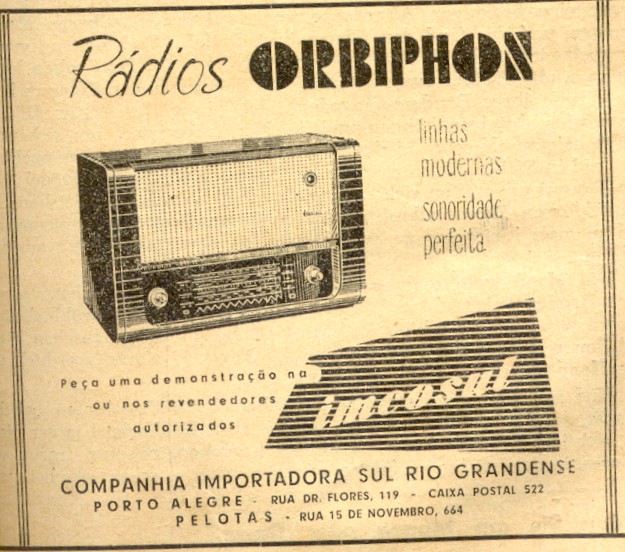 Rádios ORBIPHON
linhas
modernas
sonoridade
perfeita
Peça uma demonstração na
ou nos revendedores
autorizados
imcosul
COMPANHIA IMPORTADORA SUL RIO GRANDENSE
PORTO ALEGRE - RUA DR. FLORES, 119 - CAIXA POSTAL 522
PELOTAS - RUA 15 DE NOVEMBRO, 664